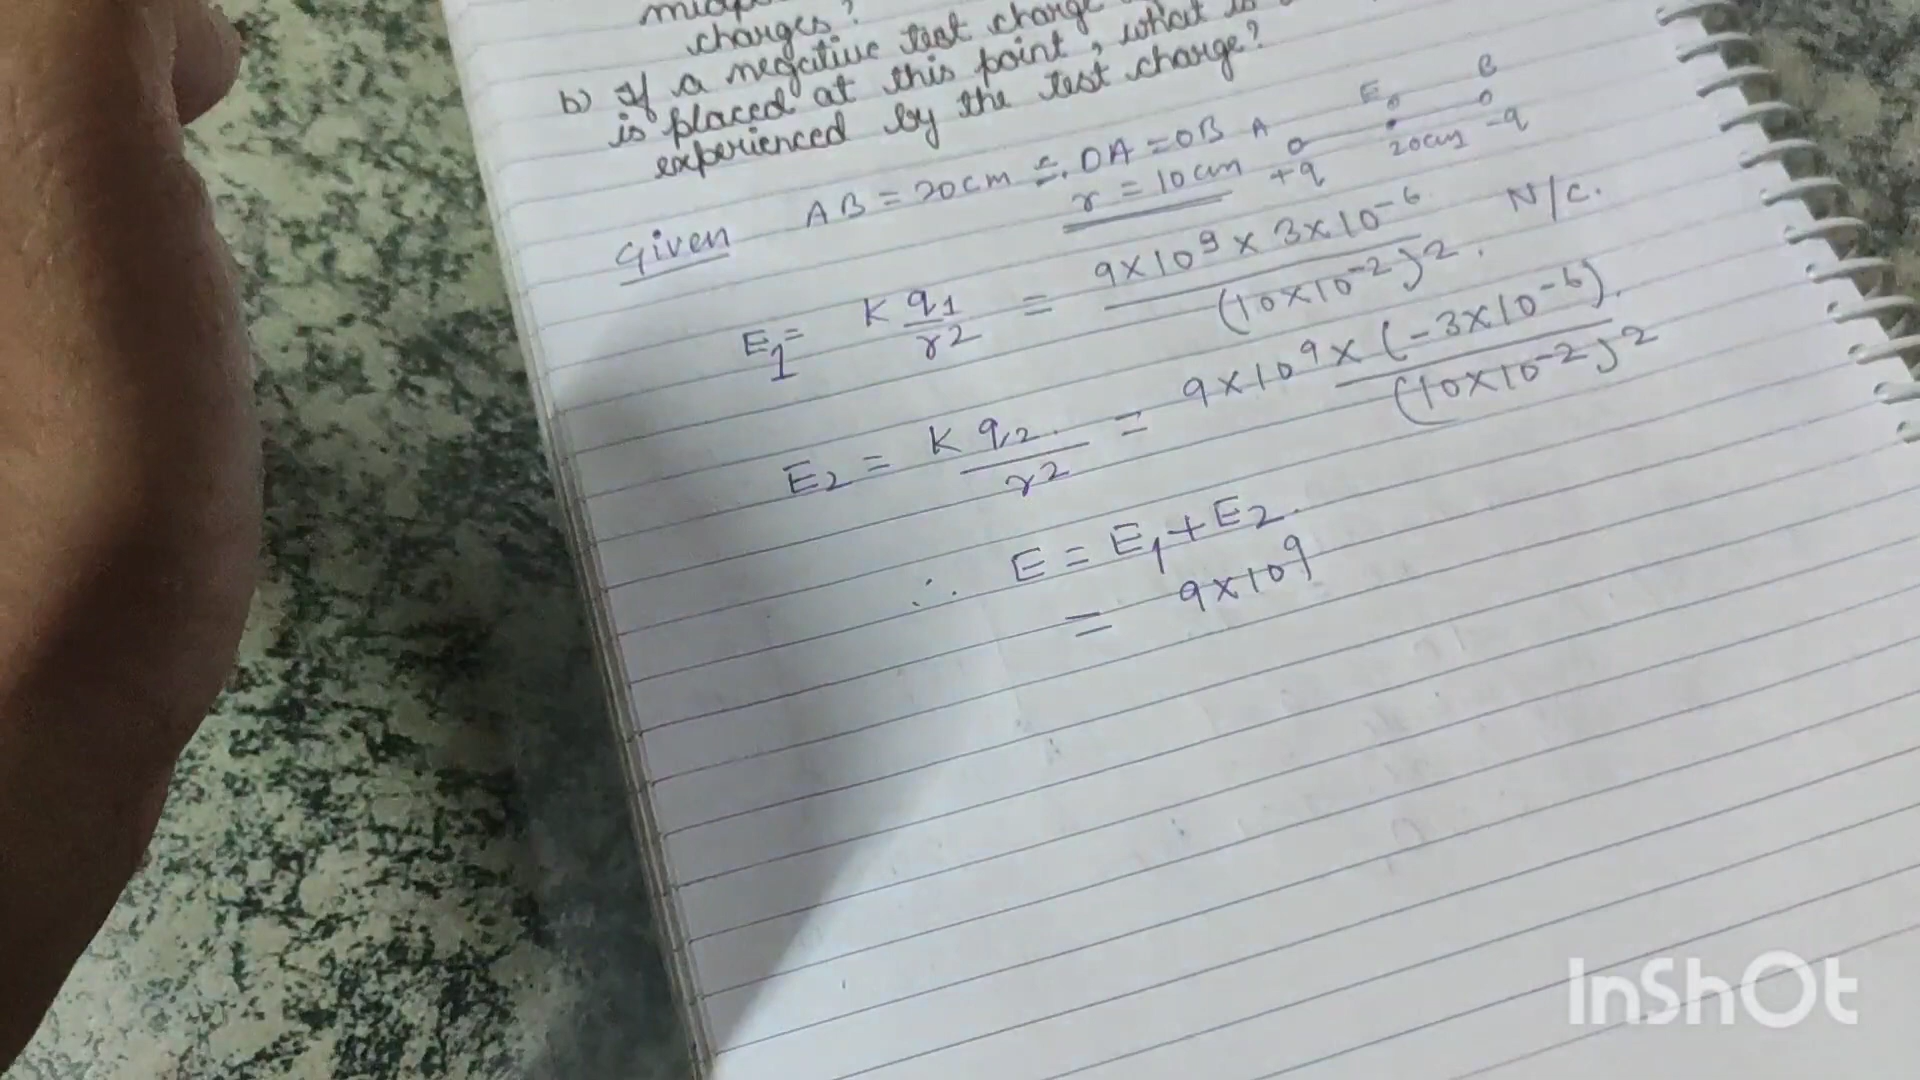 charges?
b) If a negative test charge
is placed at this point, what is
experienced by the test charge?
Given AB = 20cm ∴ OA = OB
r = 10cm
A E O B
+q 20cm -q
E1 = K q1 / r2 = 9×10^9 × 3×10^-6 / (10×10^-2)^2 . N/C.
E2 = K q2 / r2 = 9×10^9 × (-3×10^-6) / (10×10^-2)^2
∴ E = E1 + E2.
= 9×10^9
InShOt